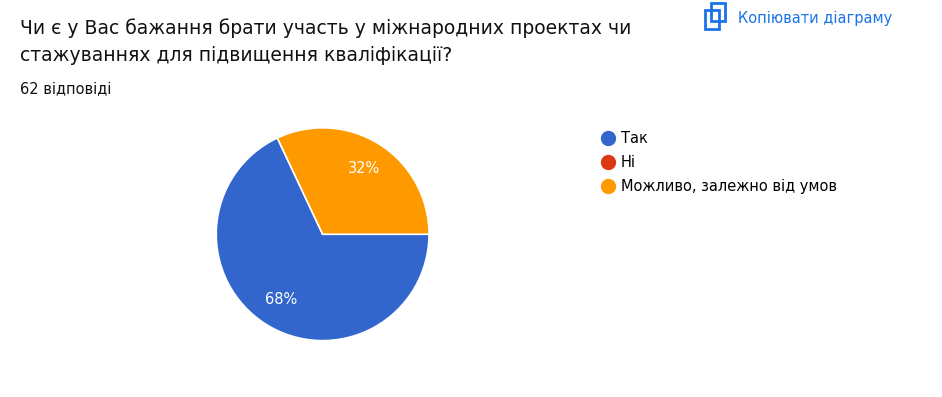 Чи є у Вас бажання брати участь у міжнародних проектах чи
стажуваннях для підвищення кваліфікації?
Копіювати діаграму
62 відповіді
Так
Ні
Можливо, залежно від умов
32%
68%